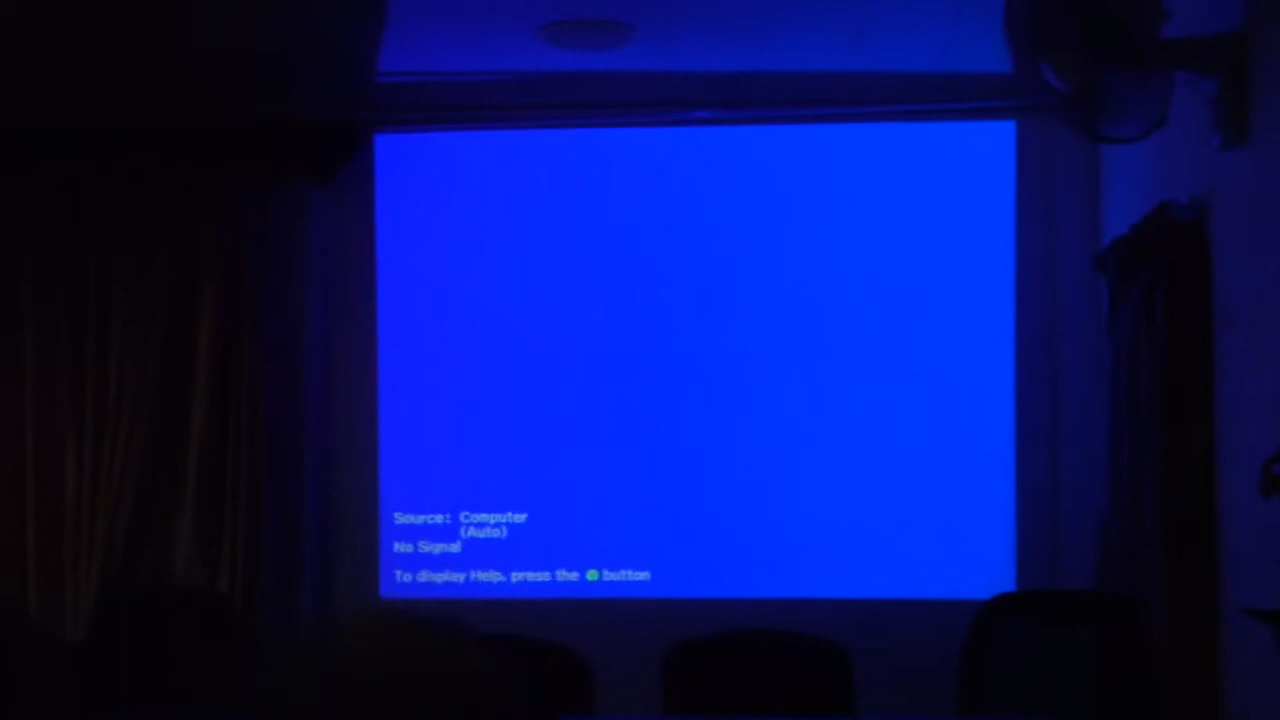 Source: Computer
(Auto)
No Signal
To display Help, press the button